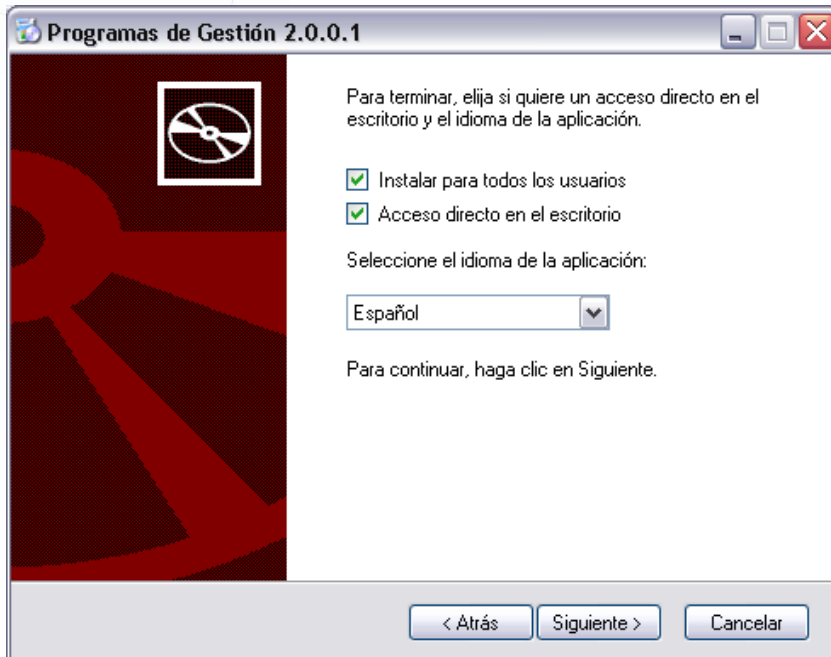 Programas de Gestión 2.0.0.1
Para terminar, elija si quiere un acceso directo en el
escritorio y el idioma de la aplicación.
Instalar para todos los usuarios
Acceso directo en el escritorio
Seleccione el idioma de la aplicación:
Español
Para continuar, haga clic en Siguiente.
< Atrás
Siguiente >
Cancelar